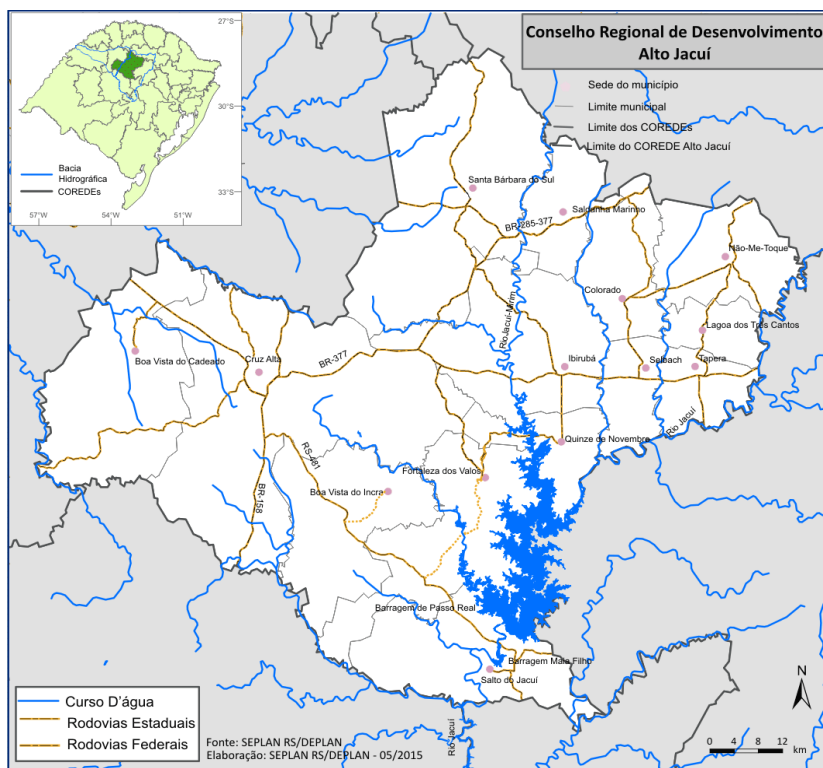 27°S
30°S
33°S
57°W
54°W
51°W
Bacia
Hidrográfica
COREDEs
Conselho Regional de Desenvolvimento
Alto Jacuí
Sede do município
Limite municipal
Limite dos COREDEs
Limite do COREDE Alto Jacuí
Santa Bárbara do Sul
Saldanha Marinho
BR-285-377
Não-Me-Toque
Colorado
RioJacuí-Mirim
Lagoa dos Três Cantos
Boa Vista do Cadeado
Cruz Alta
BR-377
Ibirubá
Selbach
Tapera
Rio Jacuí
Quinze de Novembro
RS-481
Fortaleza dos Valos
Boa Vista do Incra
BR-158
Barragem de Passo Real
Barragem Maia Filho
Salto do Jacuí
Rio Jacuí
Curso D'água
Rodovias Estaduais
Rodovias Federais
Fonte: SEPLAN RS/DEPLAN
Elaboração: SEPLAN RS/DEPLAN - 05/2015
N
0 4 8 12
km